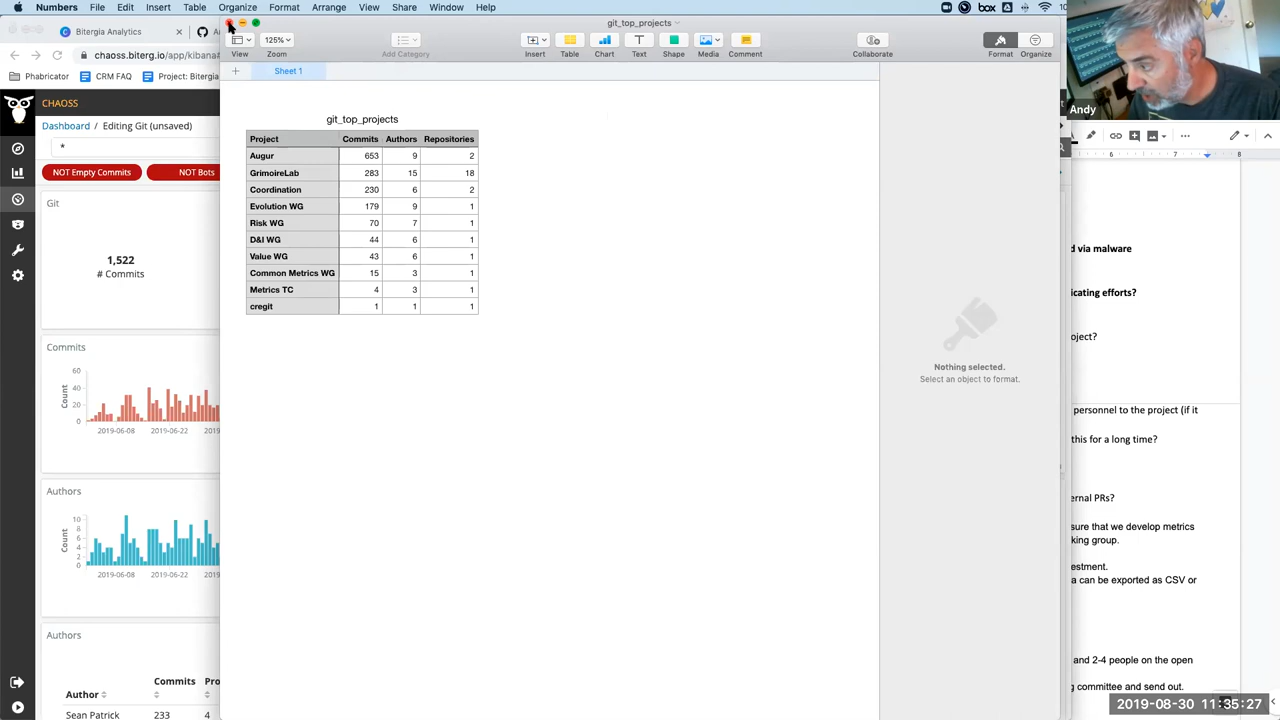 Numbers File Edit Insert Table Organize Format Arrange View Share Window Help
box
Bitergia Analytics
git_top_projects
chaoss.biterg.io/app/kibana#
125%
View Zoom Add Category Insert Table Chart Text Shape Media Comment Collaborate Format Organize
Phabricator CRM FAQ Project: Bitergia
Sheet 1
Andy
CHAOSS
Dashboard / Editing Git (unsaved)
*
NOT Empty Commits NOT Bots
Git
1,522
# Commits
Commits
60
40
20
0
Count
2019-06-08 2019-06-22 2019
Authors
10
8
6
4
2
0
Count
2019-06-08 2019-06-22 2019
Authors
Commits Pro
Author
Sean Patrick 233 4
git_top_projects
Project Commits Authors Repositories
Augur 653 9 2
GrimoireLab 283 15 18
Coordination 230 6 2
Evolution WG 179 9 1
Risk WG 70 7 1
D&I WG 44 6 1
Value WG 43 6 1
Common Metrics WG 15 3 1
Metrics TC 4 3 1
cregit 1 1 1
Nothing selected.
Select an object to format.
6 7 8
d via malware
icating efforts?
oject?
personnel to the project (if it
this for a long time?
ernal PRs?
sure that we develop metrics
king group.
estment.
a can be exported as CSV or
and 2-4 people on the open
g committee and send out.
2019-08-30 11:35:27